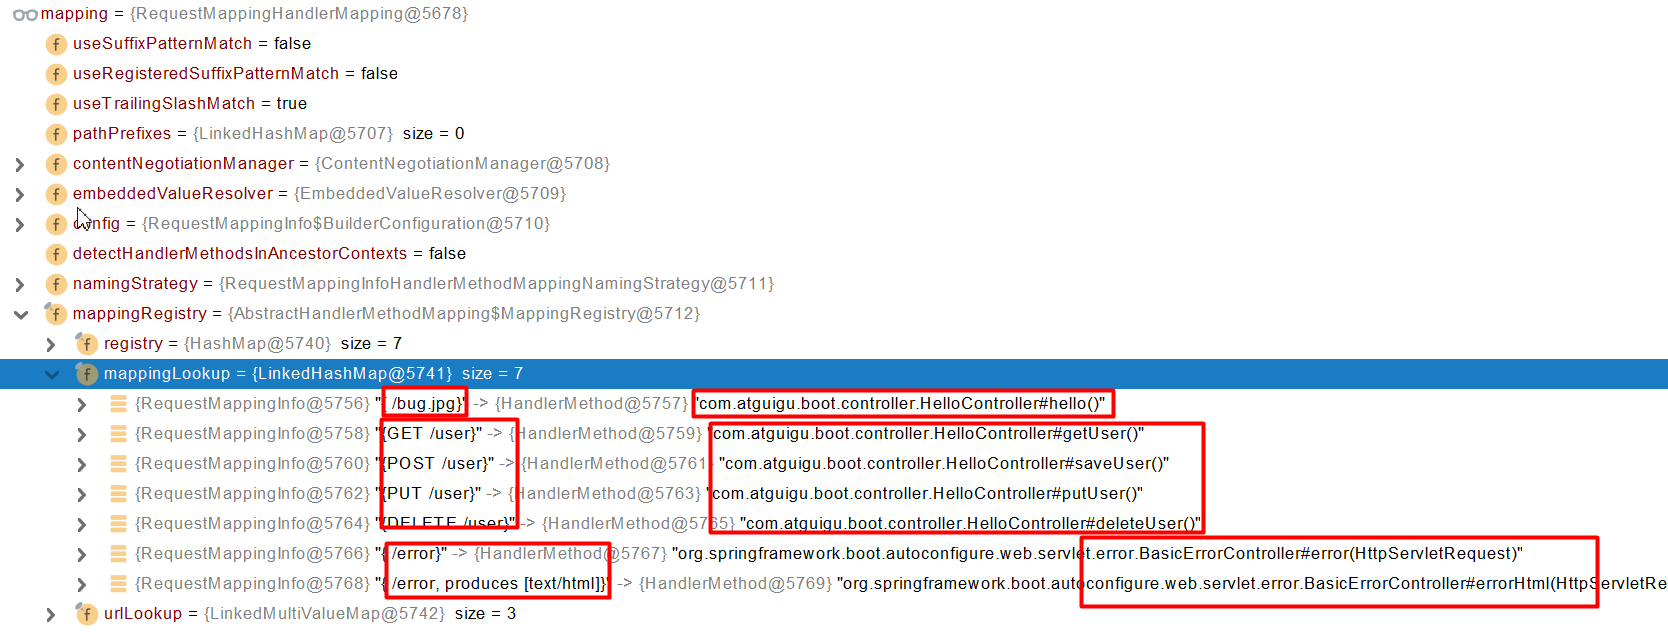 mapping = {RequestMappingHandlerMapping@5678}
f useSuffixPatternMatch = false
f useRegisteredSuffixPatternMatch = false
f useTrailingSlashMatch = true
f pathPrefixes = {LinkedHashMap@5707} size = 0
f contentNegotiationManager = {ContentNegotiationManager@5708}
f embeddedValueResolver = {EmbeddedValueResolver@5709}
f config = {RequestMappingInfo$BuilderConfiguration@5710}
f detectHandlerMethodsInAncestorContexts = false
f namingStrategy = {RequestMappingInfoHandlerMethodMappingNamingStrategy@5711}
f mappingRegistry = {AbstractHandlerMethodMapping$MappingRegistry@5712}
f registry = {HashMap@5740} size = 7
f mappingLookup = {LinkedHashMap@5741} size = 7
{RequestMappingInfo@5756} "{ /bug.jpg}" -> {HandlerMethod@5757} "com.atguigu.boot.controller.HelloController#hello()"
{RequestMappingInfo@5758} "{GET /user}" -> {HandlerMethod@5759} "com.atguigu.boot.controller.HelloController#getUser()"
{RequestMappingInfo@5760} "{POST /user}" -> {HandlerMethod@5761} "com.atguigu.boot.controller.HelloController#saveUser()"
{RequestMappingInfo@5762} "{PUT /user}" -> {HandlerMethod@5763} "com.atguigu.boot.controller.HelloController#putUser()"
{RequestMappingInfo@5764} "{DELETE /user}" -> {HandlerMethod@5765} "com.atguigu.boot.controller.HelloController#deleteUser()"
{RequestMappingInfo@5766} "{ /error}" -> {HandlerMethod@5767} "org.springframework.boot.autoconfigure.web.servlet.error.BasicErrorController#error(HttpServletRequest)"
{RequestMappingInfo@5768} "{ /error, produces [text/html]}" -> {HandlerMethod@5769} "org.springframework.boot.autoconfigure.web.servlet.error.BasicErrorController#errorHtml(HttpServletRe
f urlLookup = {LinkedMultiValueMap@5742} size = 3